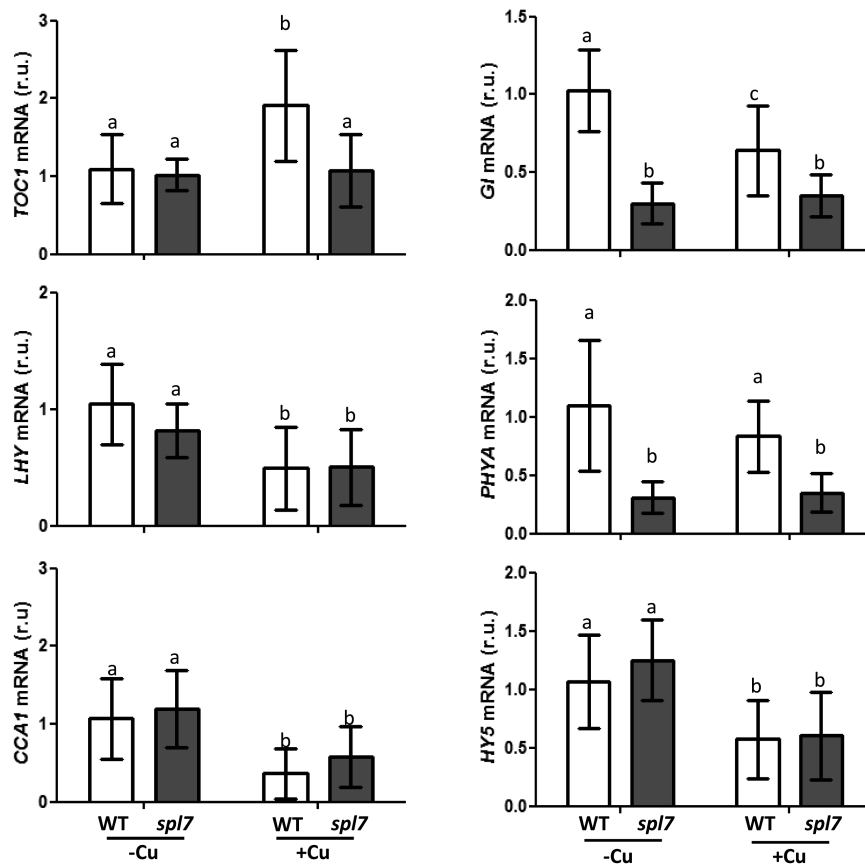 TOC1 mRNA (r.u.)
3
2
1
0
a
a
b
a
GI mRNA (r.u.)
1.5
1.0
0.5
0.0
a
b
c
b
LHY mRNA (r.u.)
2
1
0
a
a
b
b
PHYA mRNA (r.u.)
2.0
1.5
1.0
0.5
0.0
a
b
a
b
CCA1 mRNA (r.u)
3
2
1
0
a
a
b
b
WT spl7 WT spl7
-Cu +Cu
HY5 mRNA (r.u.)
2.0
1.5
1.0
0.5
0.0
a
a
b
b
WT spl7 WT spl7
-Cu +Cu